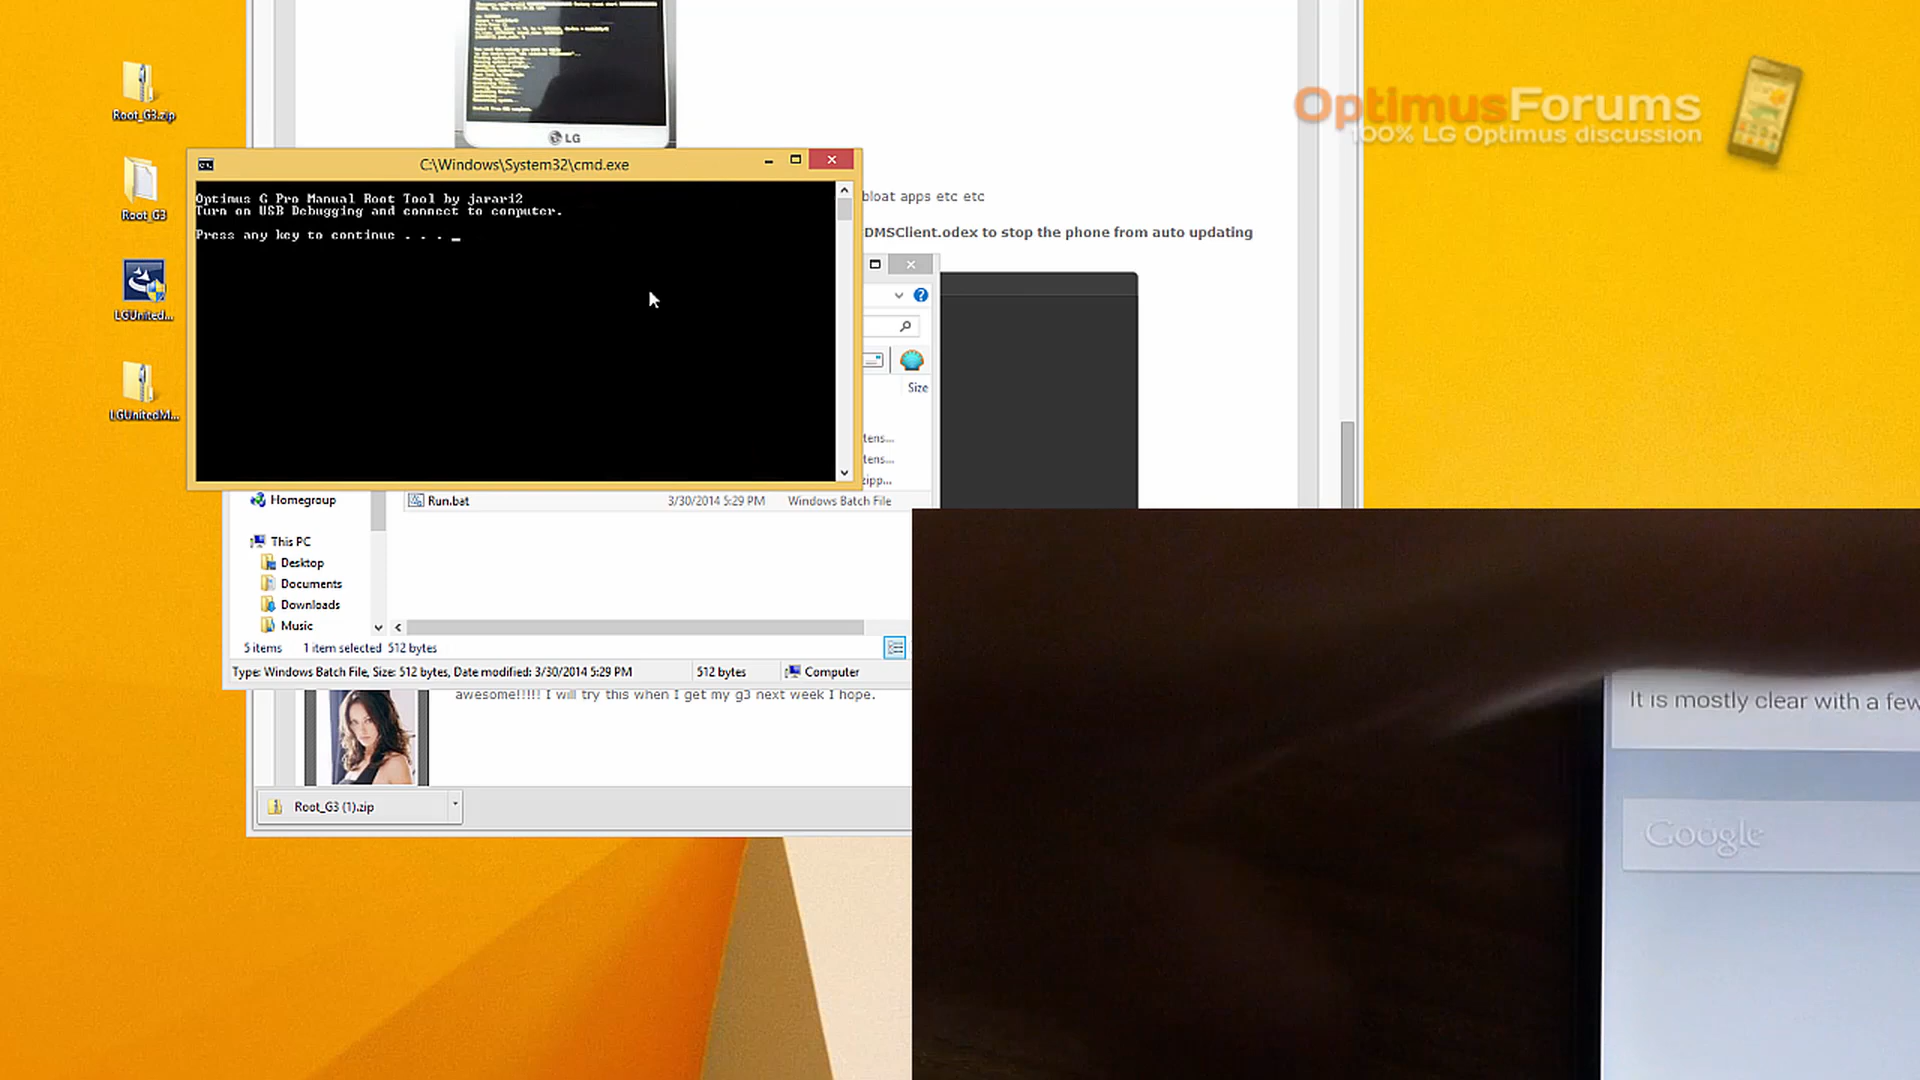 OptimusForums
100% LG Optimus discussion
LG
Root_G3.zip
Root_G3
LGUnited...
LGUnitedM...
C:\Windows\System32\cmd.exe
Optimus G Pro Manual Root Tool by jarari2
Turn on USB Debugging and connect to computer.
Press any key to continue . . . _
bloat apps etc etc
DMSClient.odex to stop the phone from auto updating
Size
tens...
tens...
zipp...
Homegroup
Run.bat 3/30/2014 5:29 PM Windows Batch File
This PC
Desktop
Documents
Downloads
Music
5 items 1 item selected 512 bytes
Type: Windows Batch File, Size: 512 bytes, Date modified: 3/30/2014 5:29 PM 512 bytes Computer
awesome!!!!! I will try this when I get my g3 next week I hope.
Root_G3 (1).zip
It is mostly clear with a few
Google